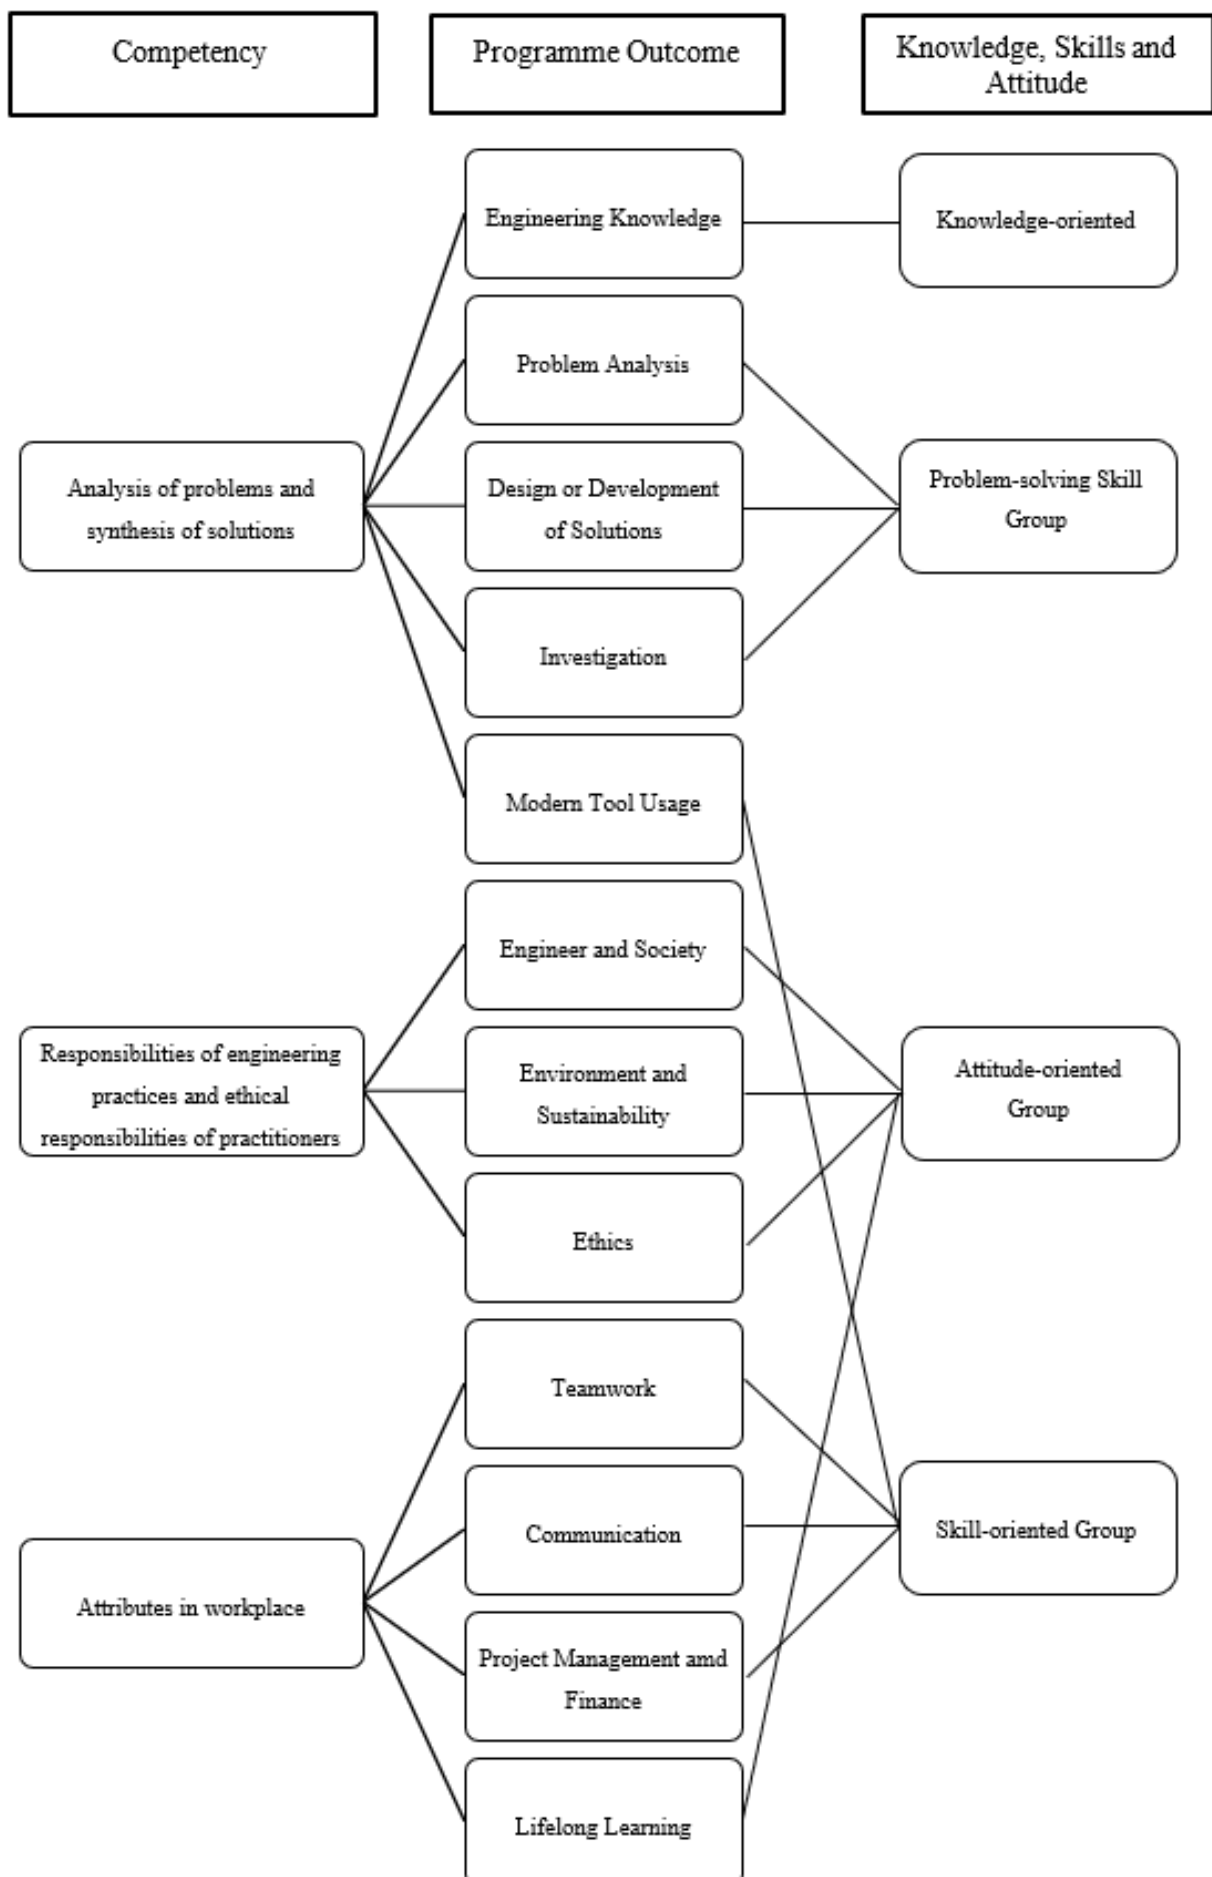 Competency
Programme Outcome
Knowledge, Skills and
Attitude
Engineering Knowledge
Knowledge-oriented
Problem Analysis
Analysis of problems and
synthesis of solutions
Design or Development
of Solutions
Problem-solving Skill
Group
Investigation
Modern Tool Usage
Engineer and Society
Responsibilities of engineering
practices and ethical
responsibilities of practitioners
Environment and
Sustainability
Attitude-oriented
Group
Ethics
Teamwork
Communication
Skill-oriented Group
Attributes in workplace
Project Management amd
Finance
Lifelong Learning